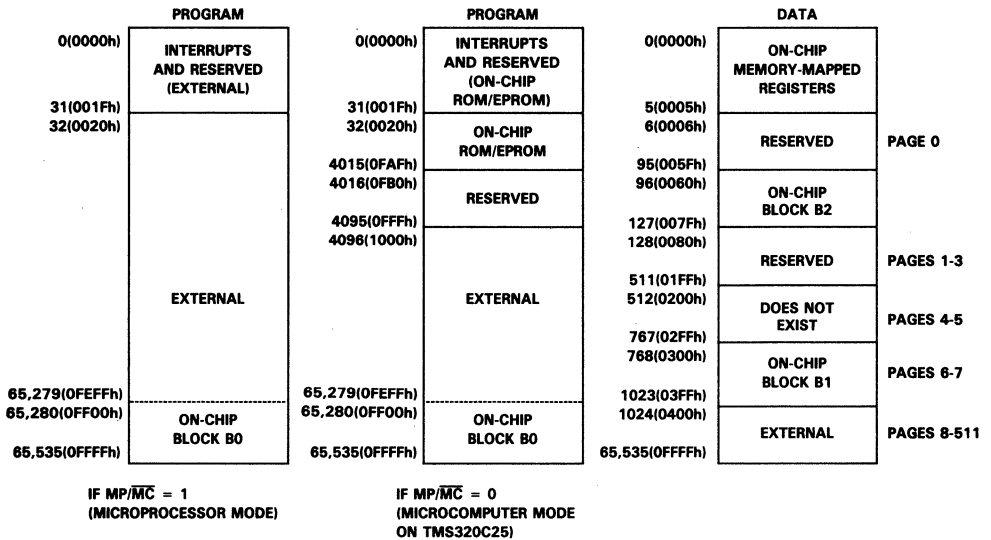 PROGRAM
0(0000h)
INTERRUPTS
AND RESERVED
(EXTERNAL)
31(001Fh)
32(0020h)
EXTERNAL
65,279(0FEFFh)
65,280(0FF00h)
ON-CHIP
BLOCK B0
65,535(0FFFFh)
IF MP/M̅C̅ = 1
(MICROPROCESSOR MODE)
PROGRAM
0(0000h)
INTERRUPTS
AND RESERVED
(ON-CHIP
ROM/EPROM)
31(001Fh)
32(0020h)
ON-CHIP
ROM/EPROM
4015(0FAFh)
4016(0FB0h)
RESERVED
4095(0FFFh)
4096(1000h)
EXTERNAL
65,279(0FEFFh)
65,280(0FF00h)
ON-CHIP
BLOCK B0
65,535(0FFFFh)
IF MP/M̅C̅ = 0
(MICROCOMPUTER MODE
ON TMS320C25)
DATA
0(0000h)
ON-CHIP
MEMORY-MAPPED
REGISTERS
5(0005h)
6(0006h)
RESERVED
PAGE 0
95(005Fh)
96(0060h)
ON-CHIP
BLOCK B2
127(007Fh)
128(0080h)
RESERVED
PAGES 1-3
511(01FFh)
512(0200h)
DOES NOT
EXIST
PAGES 4-5
767(02FFh)
768(0300h)
ON-CHIP
BLOCK B1
PAGES 6-7
1023(03FFh)
1024(0400h)
EXTERNAL
PAGES 8-511
65,535(0FFFFh)